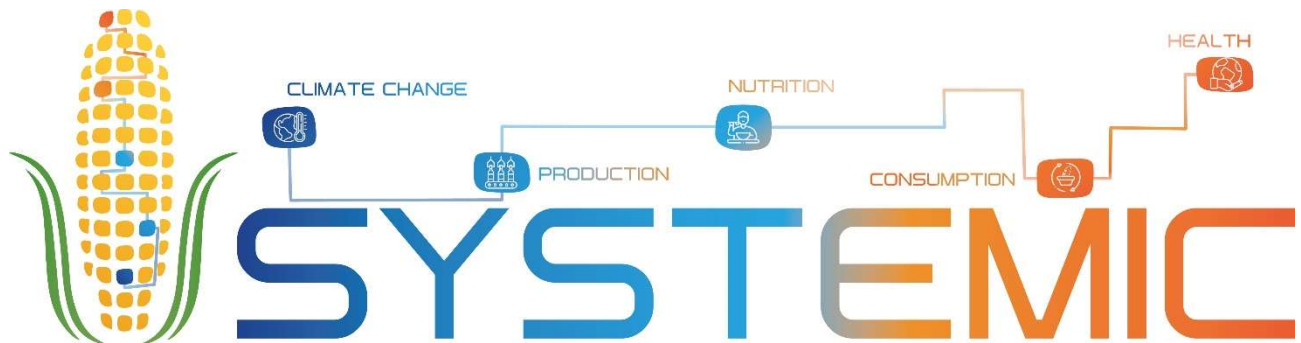 HEALTH
CLIMATE CHANGE
NUTRITION
PRODUCTION
CONSUMPTION
SYSTEMIC